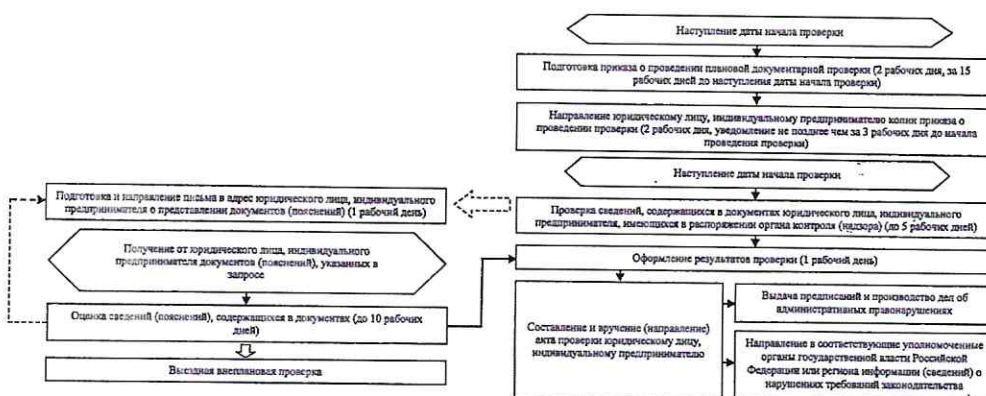 Наступление даты начала проверки
Подготовка приказа о проведении плановой документарной проверки (2 рабочих дня, за 15
рабочих дней до наступления даты начала проверки)
Направление юридическому лицу, индивидуальному предпринимателю копии приказа о
проведении проверки (2 рабочих дня, уведомление не позднее чем за 3 рабочих дня до начала
проведения проверки)
Наступление даты начала проверки
Проверка сведений, содержащихся в документах юридического лица, индивидуального
предпринимателя, имеющихся в распоряжении органа контроля (надзора) (до 5 рабочих дней)
Подготовка и направление письма в адрес юридического лица, индивидуального
предпринимателя о представлении документов (пояснений) (1 рабочий день)
Получение от юридического лица, индивидуального
предпринимателя документов (пояснений), указанных в
запросе
Оценка сведений (пояснений), содержащихся в документах (до 10 рабочих
дней)
Выездная внеплановая проверка
Оформление результатов проверки (1 рабочий день)
Составление и вручение (направление)
акта проверки юридическому лицу,
индивидуальному предпринимателю
Выдача предписаний и производство дел об
административных правонарушениях
Направление в соответствующие уполномоченные
органы государственной власти Российской
Федерации или региона информации (сведений) о
нарушениях требований законодательства